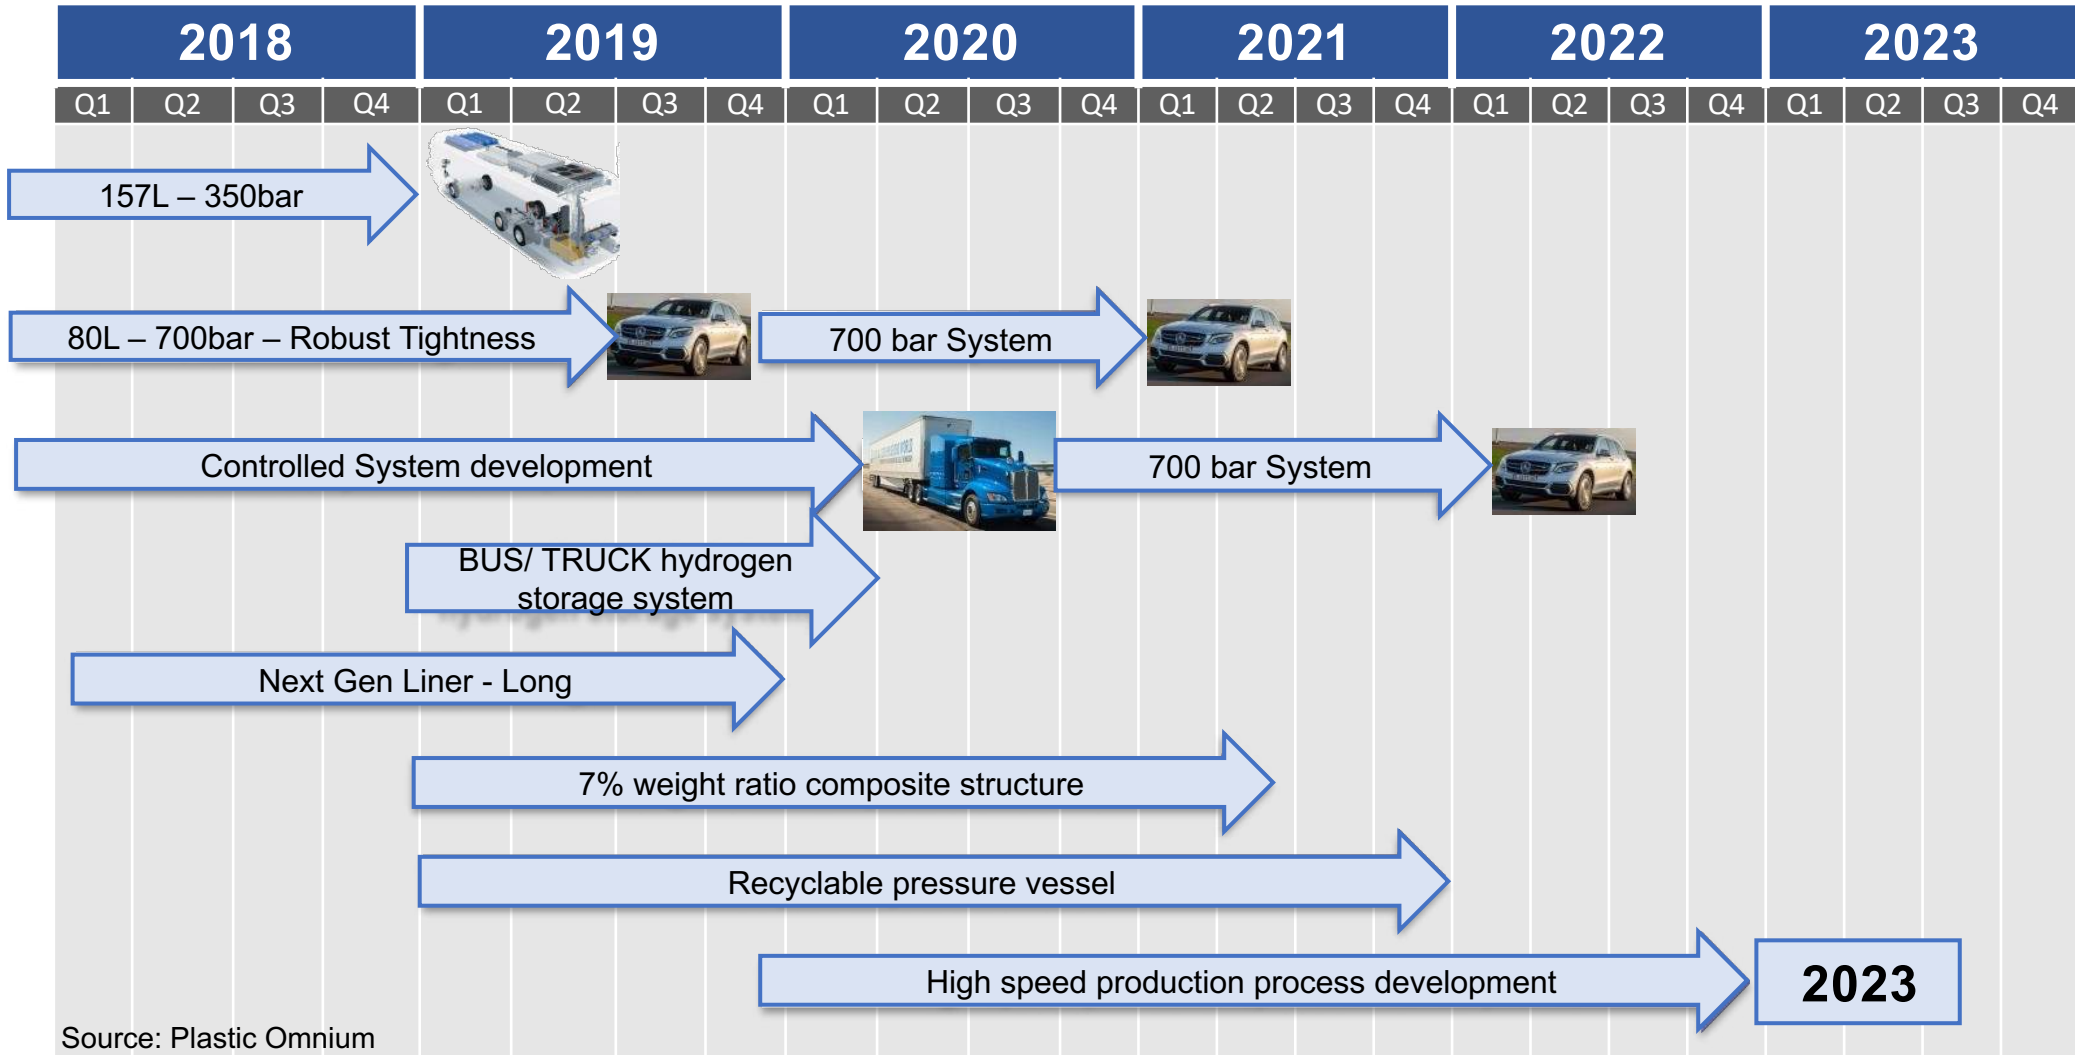 2018 2019 2020 2021 2022 2023
Q1 Q2 Q3 Q4 Q1 Q2 Q3 Q4 Q1 Q2 Q3 Q4 Q1 Q2 Q3 Q4 Q1 Q2 Q3 Q4 Q1 Q2 Q3 Q4
157L – 350bar
80L – 700bar – Robust Tightness
700 bar System
Controlled System development
700 bar System
BUS/ TRUCK hydrogen
storage system
Next Gen Liner - Long
7% weight ratio composite structure
Recyclable pressure vessel
High speed production process development
2023
Source: Plastic Omnium